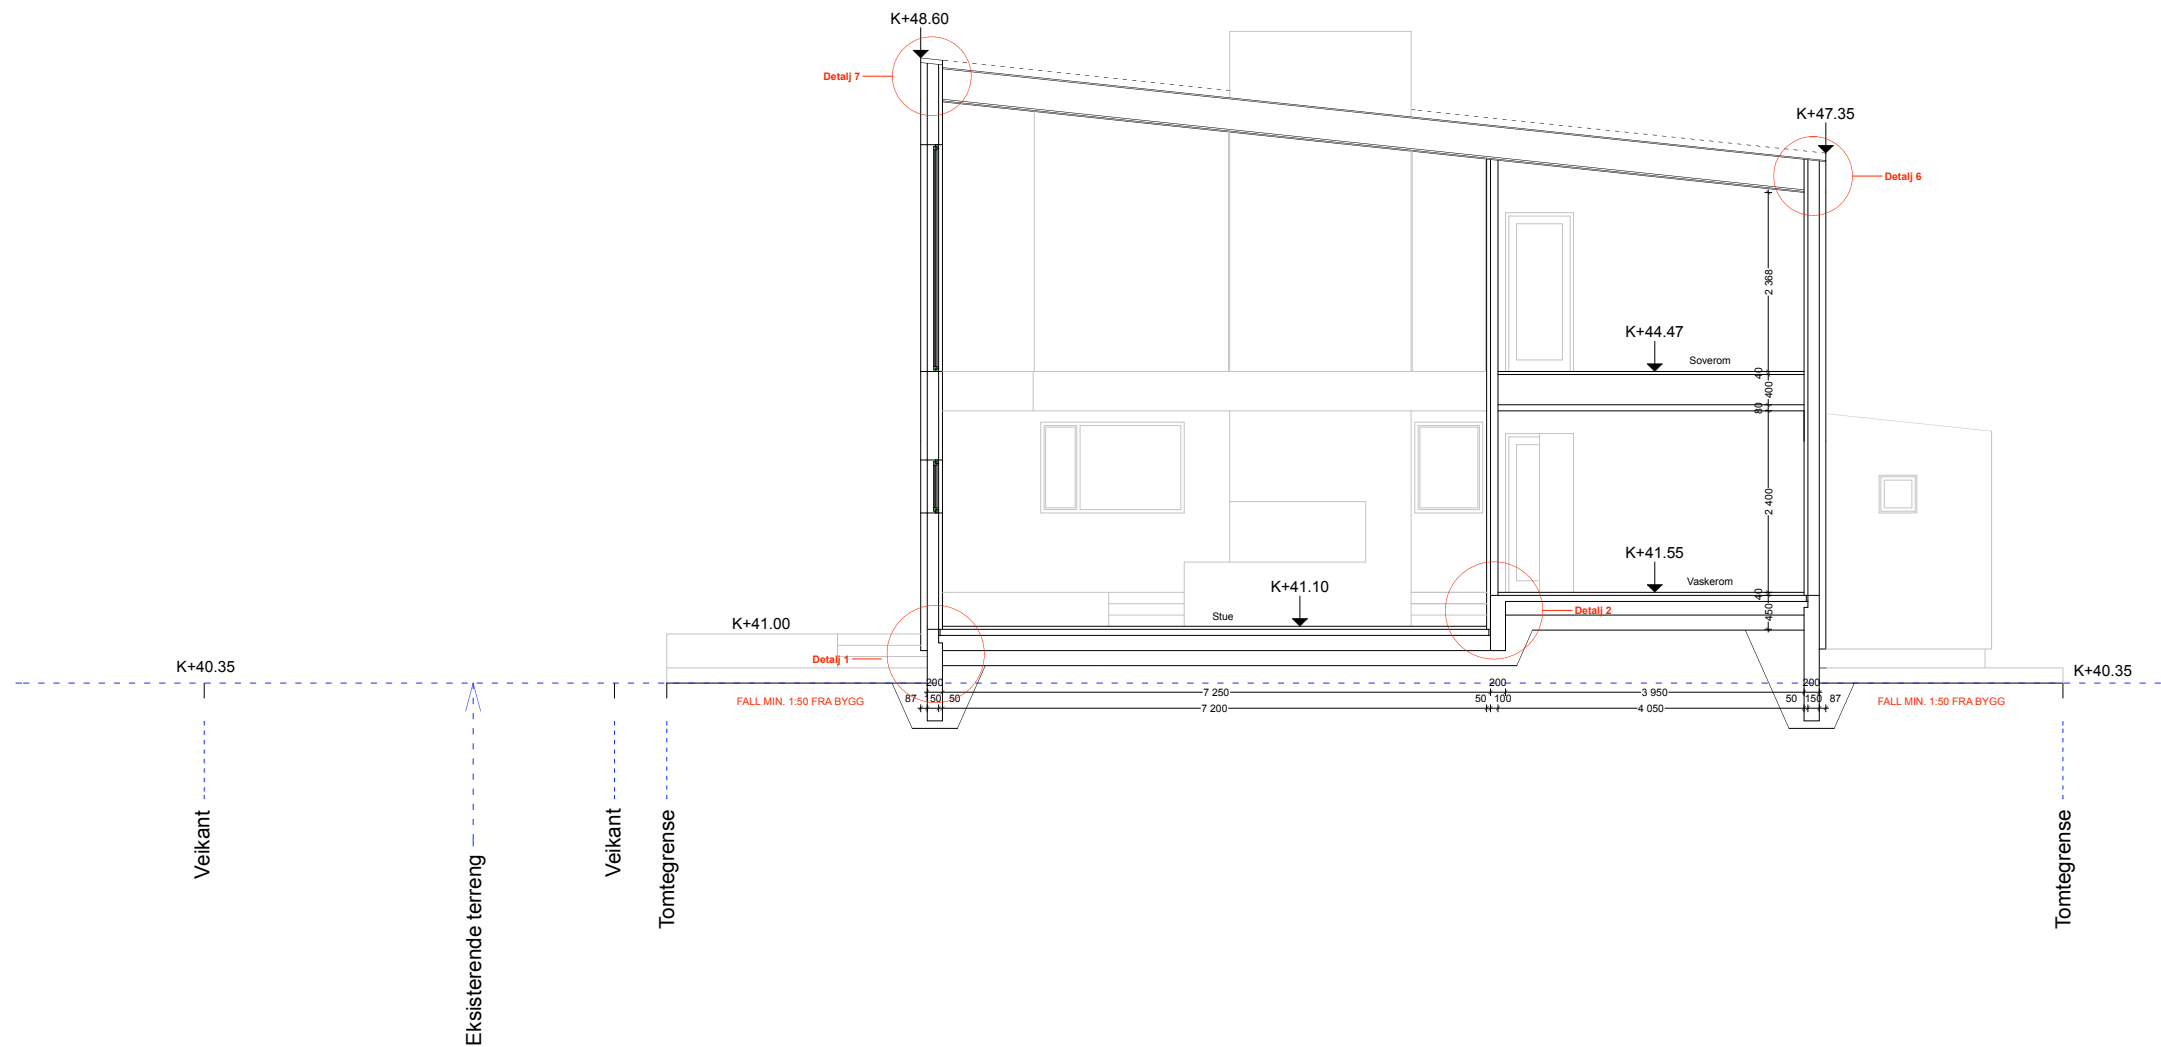 K+48.60
Detalj 7
K+47.35
Detalj 6
2 368
K+44.47
Soverom
40
400
80
2 400
K+41.55
Vaskerom
K+41.10
Stue
40
450
Detalj 2
K+41.00
Detalj 1
K+40.35
K+40.35
200
7 250
200
3 950
200
FALL MIN. 1:50 FRA BYGG
87 150 50
7 200
50 100
4 050
50 150 87
FALL MIN. 1:50 FRA BYGG
Veikant
Eksisterende terreng
Veikant
Tomtegrense
Tomtegrense